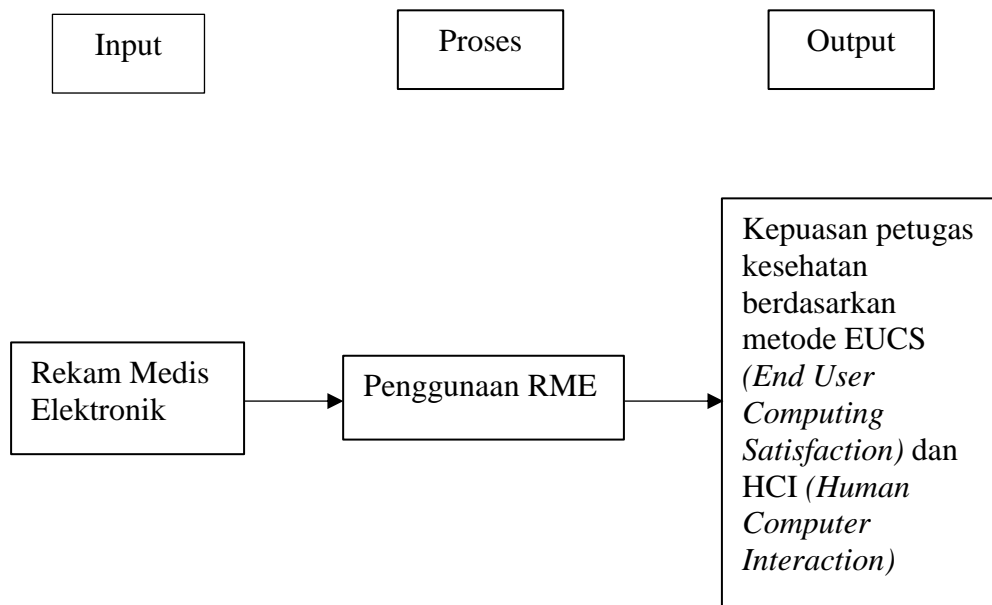 Input
Proses
Output
Rekam Medis
Elektronik
Penggunaan RME
Kepuasan petugas
kesehatan
berdasarkan
metode EUCS
(End User
Computing
Satisfaction) dan
HCI (Human
Computer
Interaction)